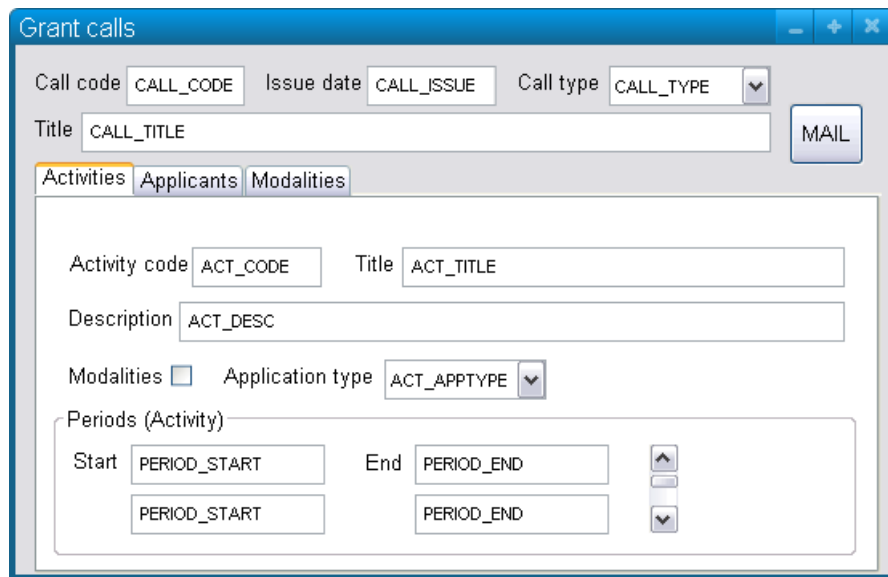 Grant calls
Call code CALL_CODE Issue date CALL_ISSUE Call type CALL_TYPE
Title CALL_TITLE MAIL
Activities Applicants Modalities
Activity code ACT_CODE Title ACT_TITLE
Description ACT_DESC
Modalities Application type ACT_APPTYPE
Periods (Activity)
Start PERIOD_START End PERIOD_END
PERIOD_START PERIOD_END